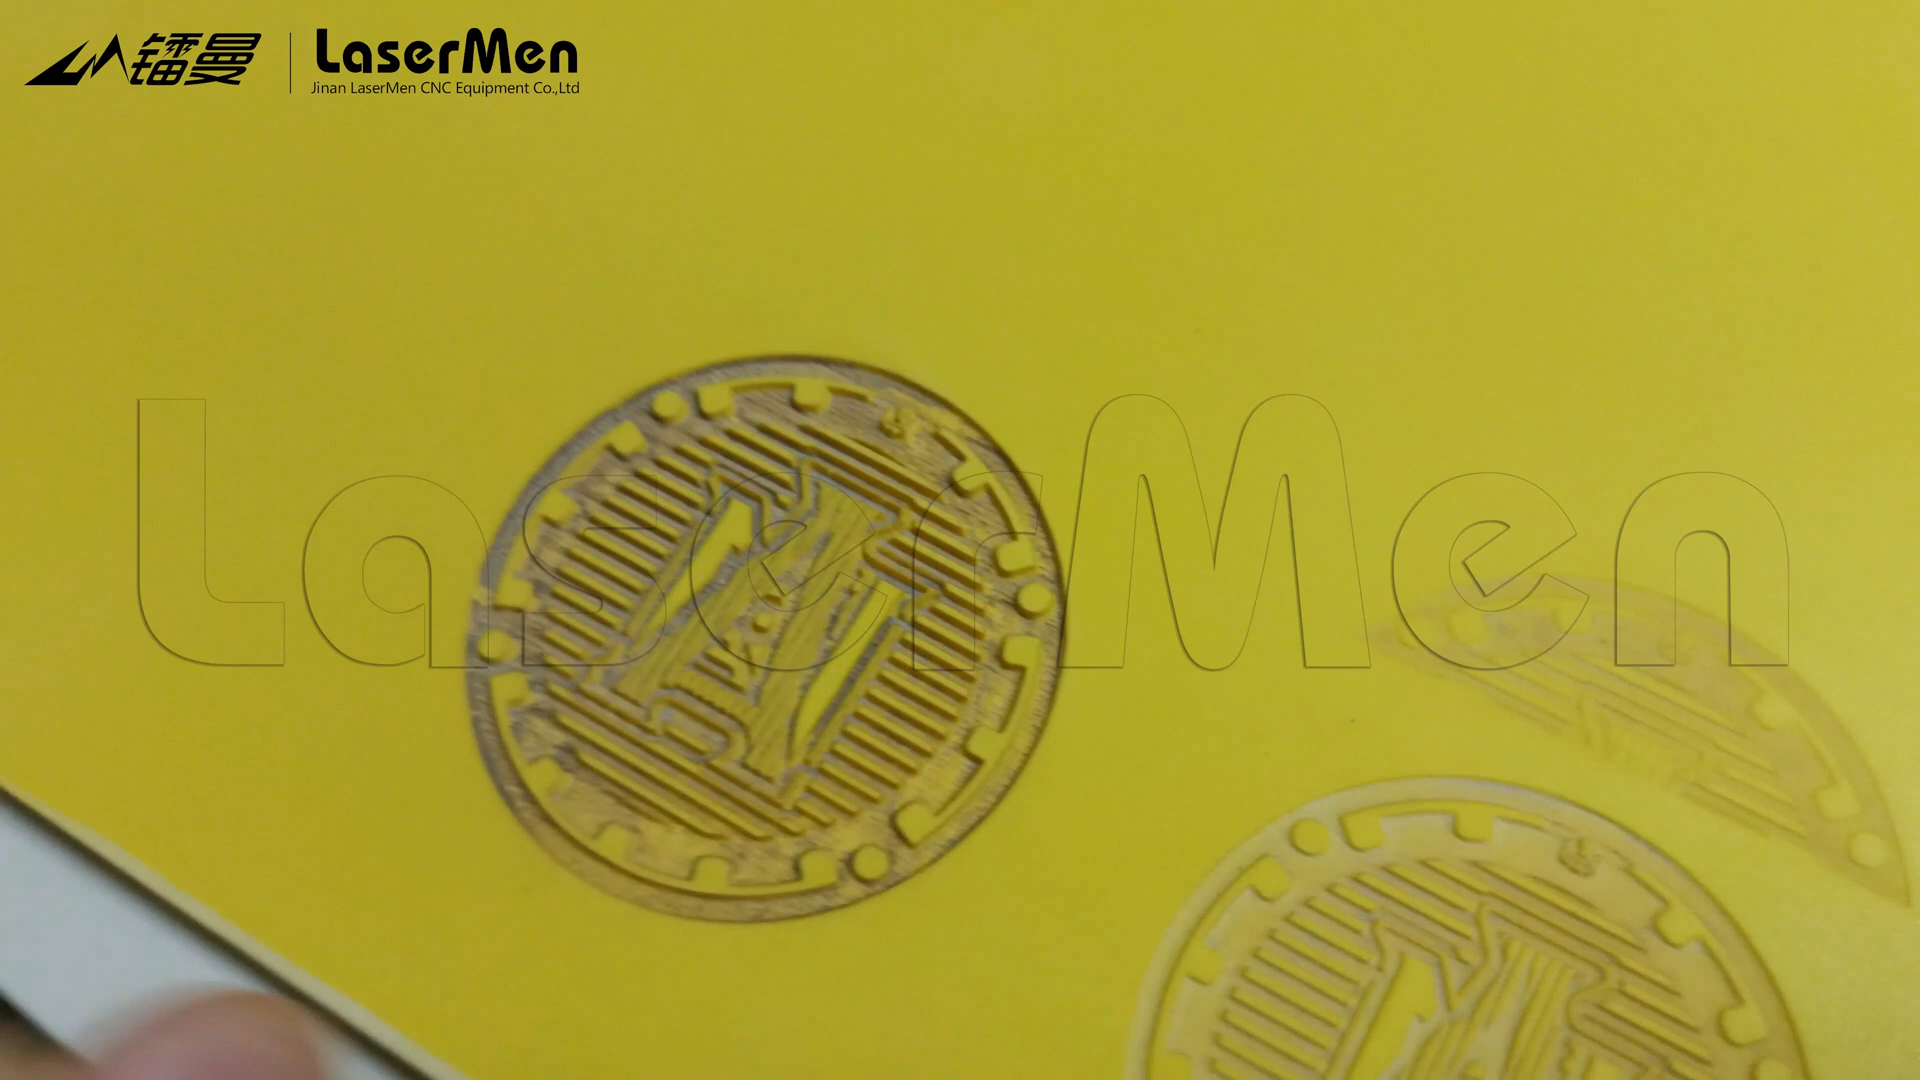 镭曼
LaserMen
Jinan LaserMen CNC Equipment Co.,Ltd
LaserMen